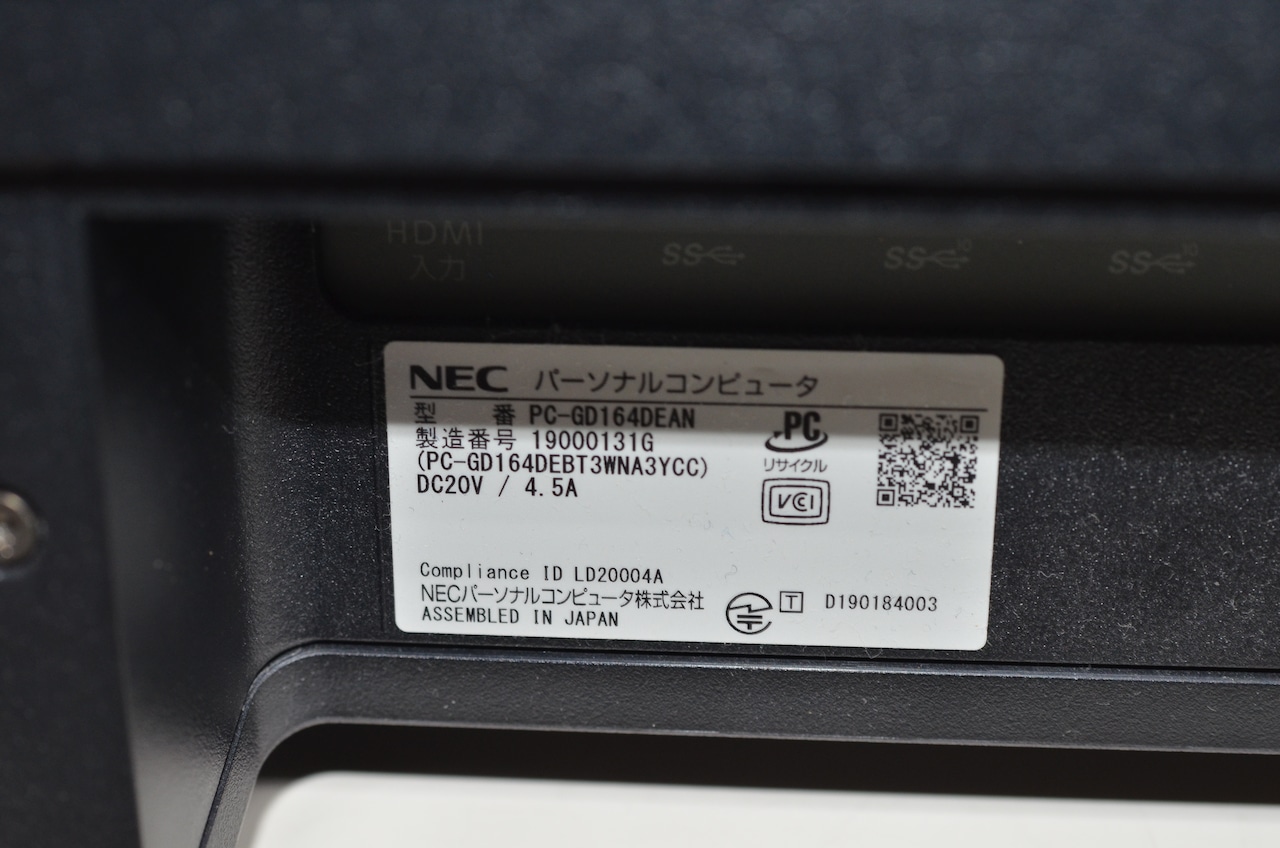 HDMI
入力
SS
SS 10
SS 10
NEC パーソナルコンピュータ
型 番 PC-GD164DEAN
製造番号 19000131G
(PC-GD164DEBT3WNA3YCC)
DC20V / 4.5A
PC
リサイクル
VCCI
Compliance ID LD20004A
NECパーソナルコンピュータ株式会社
ASSEMBLED IN JAPAN
T D190184003